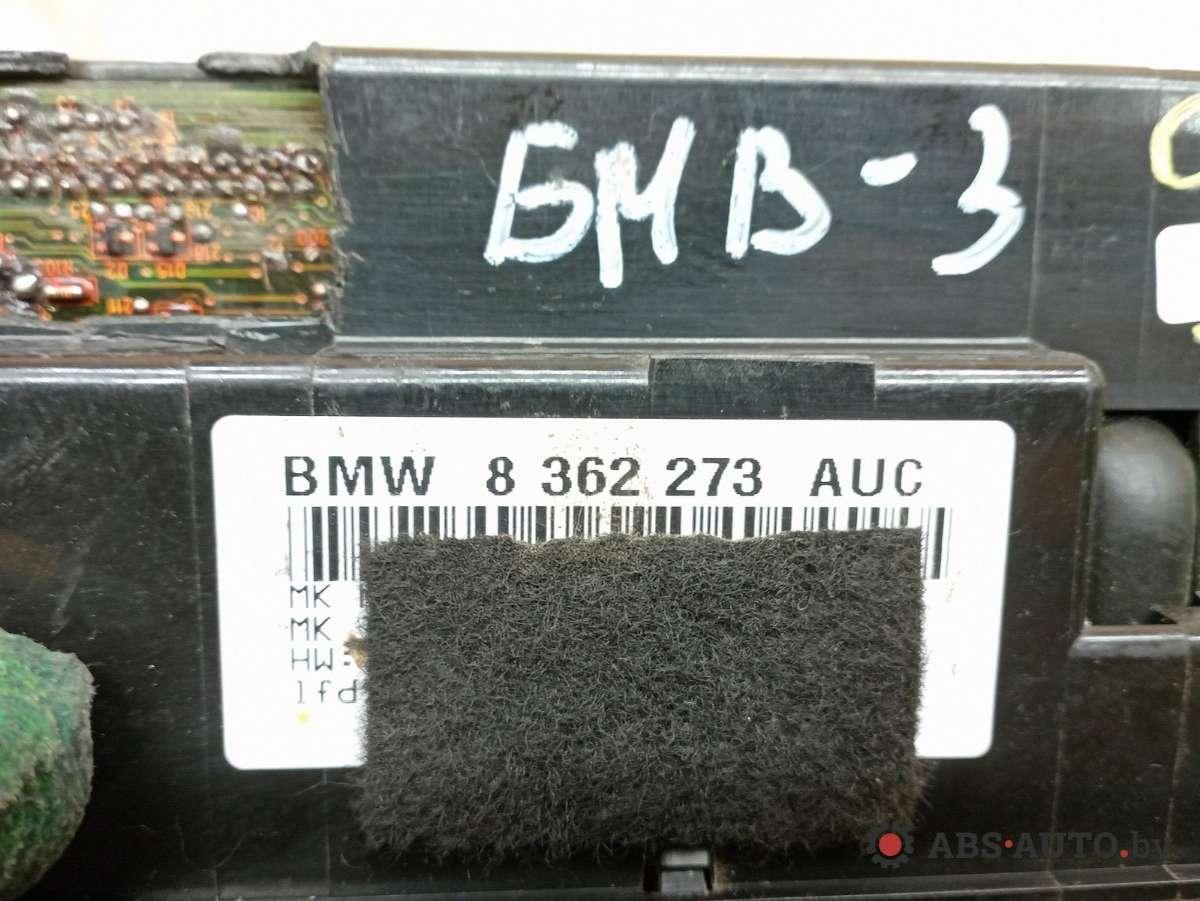 БМВ-3
BMW 8 362 273 AUC
MK
MK
HW:
lfd
ABS-AUTO.by